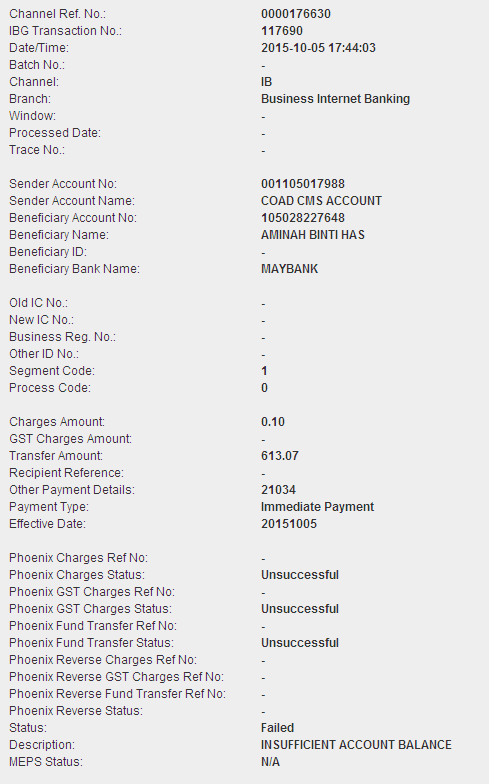 Channel Ref. No.: 0000176630
IBG Transaction No.: 117690
Date/Time: 2015-10-05 17:44:03
Batch No.: -
Channel: IB
Branch: Business Internet Banking
Window: -
Processed Date: -
Trace No.: -
Sender Account No: 001105017988
Sender Account Name: COAD CMS ACCOUNT
Beneficiary Account No: 105028227648
Beneficiary Name: AMINAH BINTI HAS
Beneficiary ID: -
Beneficiary Bank Name: MAYBANK
Old IC No.: -
New IC No.: -
Business Reg. No.: -
Other ID No.: -
Segment Code: 1
Process Code: 0
Charges Amount: 0.10
GST Charges Amount: -
Transfer Amount: 613.07
Recipient Reference: -
Other Payment Details: 21034
Payment Type: Immediate Payment
Effective Date: 20151005
Phoenix Charges Ref No: -
Phoenix Charges Status: Unsuccessful
Phoenix GST Charges Ref No: -
Phoenix GST Charges Status: Unsuccessful
Phoenix Fund Transfer Ref No: -
Phoenix Fund Transfer Status: Unsuccessful
Phoenix Reverse Charges Ref No: -
Phoenix Reverse GST Charges Ref No: -
Phoenix Reverse Fund Transfer Ref No: -
Phoenix Reverse Status: -
Status: Failed
Description: INSUFFICIENT ACCOUNT BALANCE
MEPS Status: N/A